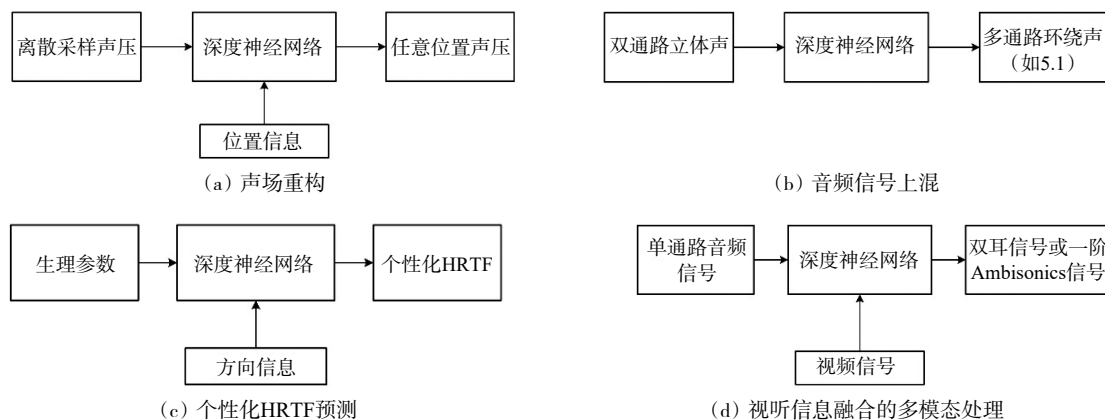 离散采样声压
深度神经网络
任意位置声压
位置信息
(a) 声场重构
双通路立体声
深度神经网络
多通路环绕声
（如5.1）
(b) 音频信号上混
生理参数
深度神经网络
个性化HRTF
方向信息
(c) 个性化HRTF预测
单通路音频
信号
深度神经网络
双耳信号或一阶
Ambisonics信号
视频信号
(d) 视听信息融合的多模态处理